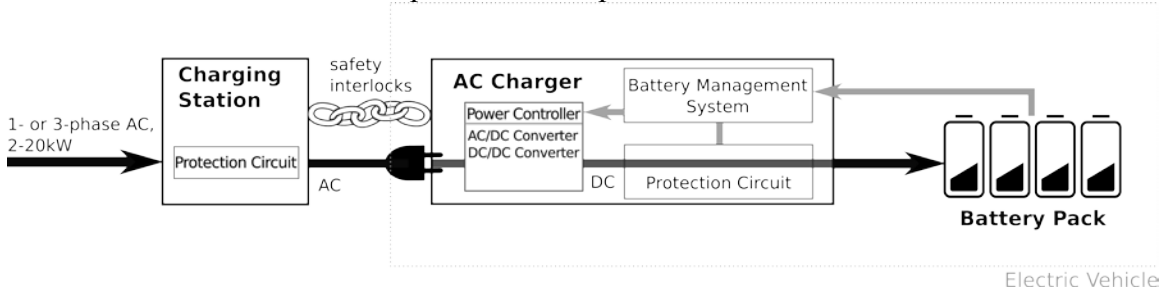 Charging
Station
safety
interlocks
AC Charger
Battery Management
System
Power Controller
AC/DC Converter
DC/DC Converter
1- or 3-phase AC,
2-20kW
Protection Circuit
AC
DC
Protection Circuit
Battery Pack
Electric Vehicle